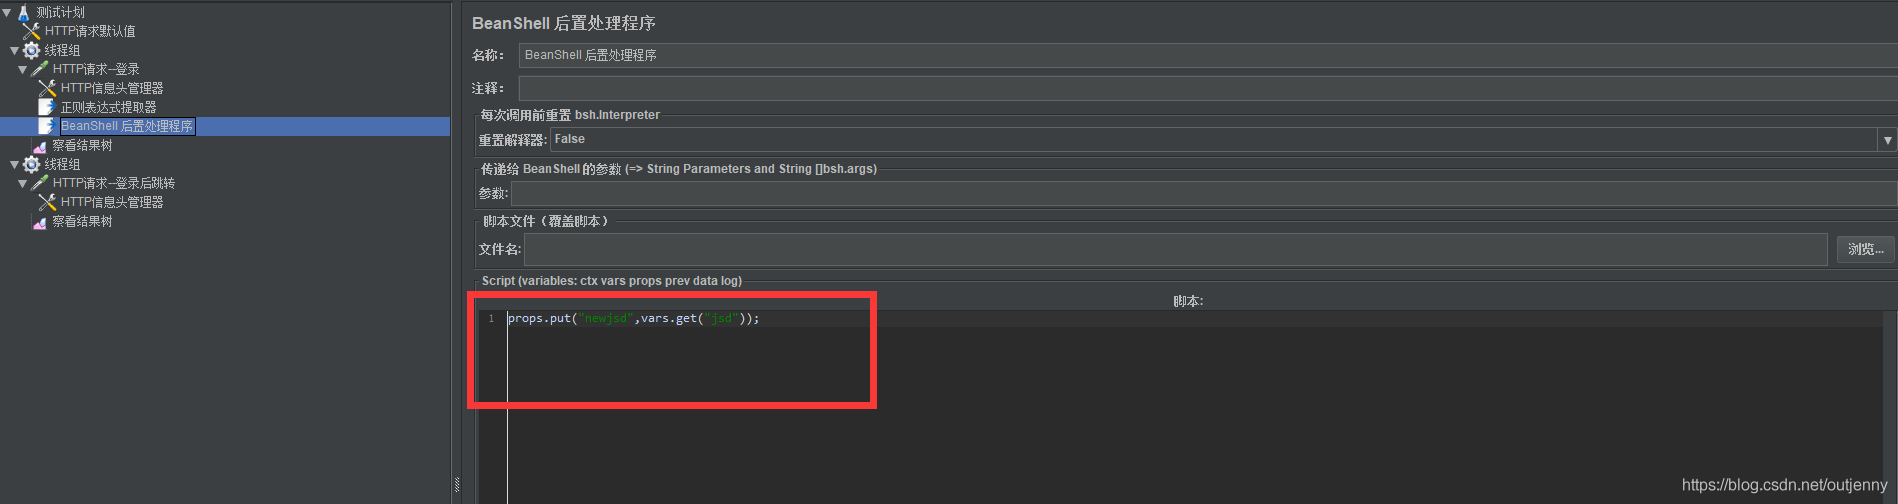 测试计划
HTTP请求默认值
线程组
HTTP请求--登录
HTTP信息头管理器
正则表达式提取器
BeanShell 后置处理程序
察看结果树
线程组
HTTP请求--登录后跳转
HTTP信息头管理器
察看结果树
BeanShell 后置处理程序
名称: BeanShell 后置处理程序
注释:
每次调用前重置 bsh.Interpreter
重置解释器: False
传递给 BeanShell 的参数 (=> String Parameters and String []bsh.args)
参数:
脚本文件（覆盖脚本）
文件名: 浏览...
Script (variables: ctx vars props prev data log)
脚本:
1 props.put("newjsd",vars.get("jsd"));
https://blog.csdn.net/outjenny